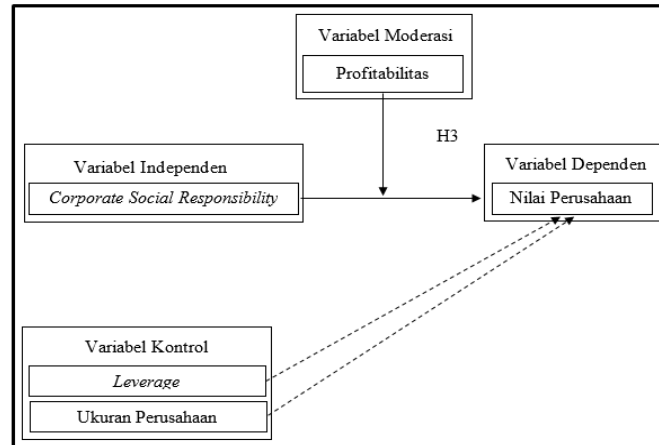 Variabel Moderasi
Profitabilitas
H3
Variabel Independen
Corporate Social Responsibility
Variabel Dependen
Nilai Perusahaan
Variabel Kontrol
Leverage
Ukuran Perusahaan